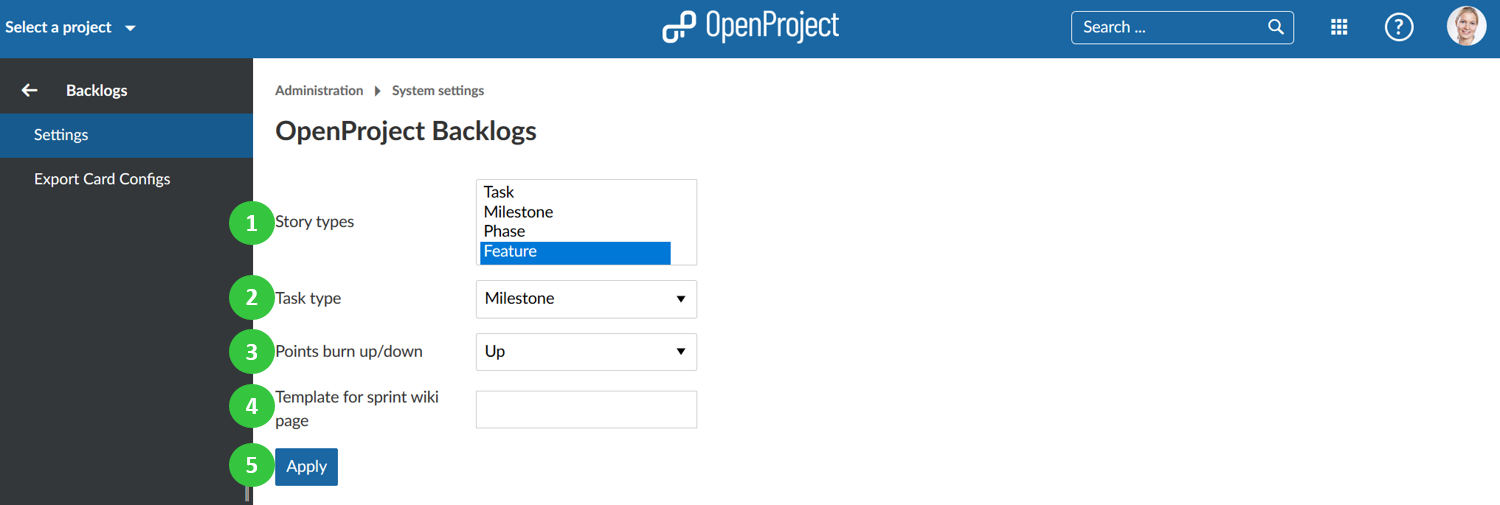 Select a project
OpenProject
Search ...
?
Backlogs
Settings
Export Card Configs
Administration
System settings
OpenProject Backlogs
1
Story types
Task
Milestone
Phase
Feature
2
Task type
Milestone
3
Points burn up/down
Up
4
Template for sprint wiki
page
5
Apply